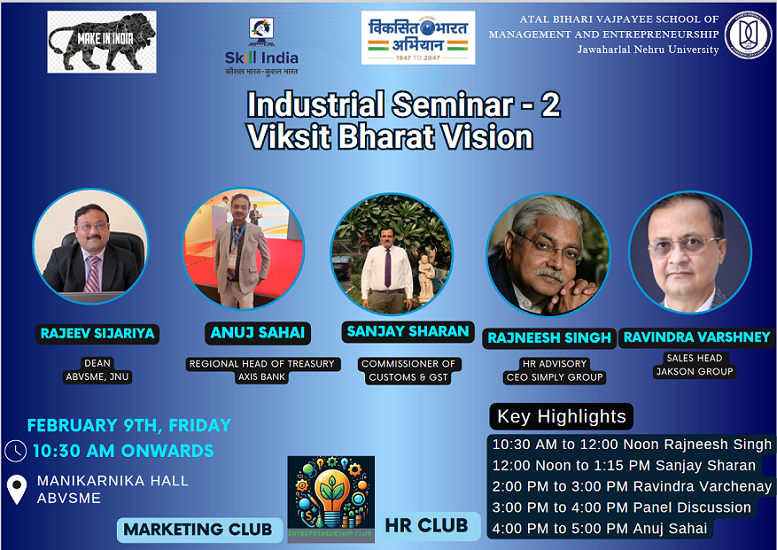 MAKE IN INDIA
Skill India
कौशल भारत-कुशल भारत
विकसित भारत
अभियान
1947 TO 2047
ATAL BIHARI VAJPAYEE SCHOOL OF
MANAGEMENT AND ENTREPRENEURSHIP
Jawaharlal Nehru University
Industrial Seminar - 2
Viksit Bharat Vision
RAJEEV SIJARIYA
DEAN
ABVSME, JNU
ANUJ SAHAI
REGIONAL HEAD OF TREASURY
AXIS BANK
SANJAY SHARAN
COMMISSIONER OF
CUSTOMS & GST
RAJNEESH SINGH
HR ADVISORY
CEO SIMPLY GROUP
RAVINDRA VARSHNEY
SALES HEAD
JAKSON GROUP
FEBRUARY 9TH, FRIDAY
10:30 AM ONWARDS
MANIKARNIKA HALL
ABVSME
Key Highlights
10:30 AM to 12:00 Noon Rajneesh Singh
12:00 Noon to 1:15 PM Sanjay Sharan
2:00 PM to 3:00 PM Ravindra Varchenay
3:00 PM to 4:00 PM Panel Discussion
4:00 PM to 5:00 PM Anuj Sahai
MARKETING CLUB
ENTREPRENEURSHIP CLUB
HR CLUB